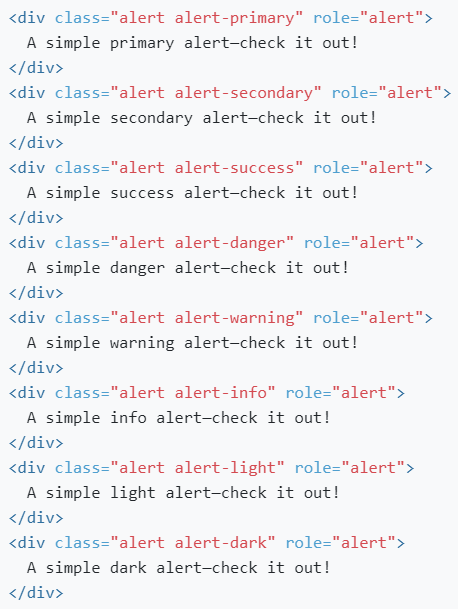 <div class="alert alert-primary" role="alert">
  A simple primary alert—check it out!
</div>
<div class="alert alert-secondary" role="alert">
  A simple secondary alert—check it out!
</div>
<div class="alert alert-success" role="alert">
  A simple success alert—check it out!
</div>
<div class="alert alert-danger" role="alert">
  A simple danger alert—check it out!
</div>
<div class="alert alert-warning" role="alert">
  A simple warning alert—check it out!
</div>
<div class="alert alert-info" role="alert">
  A simple info alert—check it out!
</div>
<div class="alert alert-light" role="alert">
  A simple light alert—check it out!
</div>
<div class="alert alert-dark" role="alert">
  A simple dark alert—check it out!
</div>